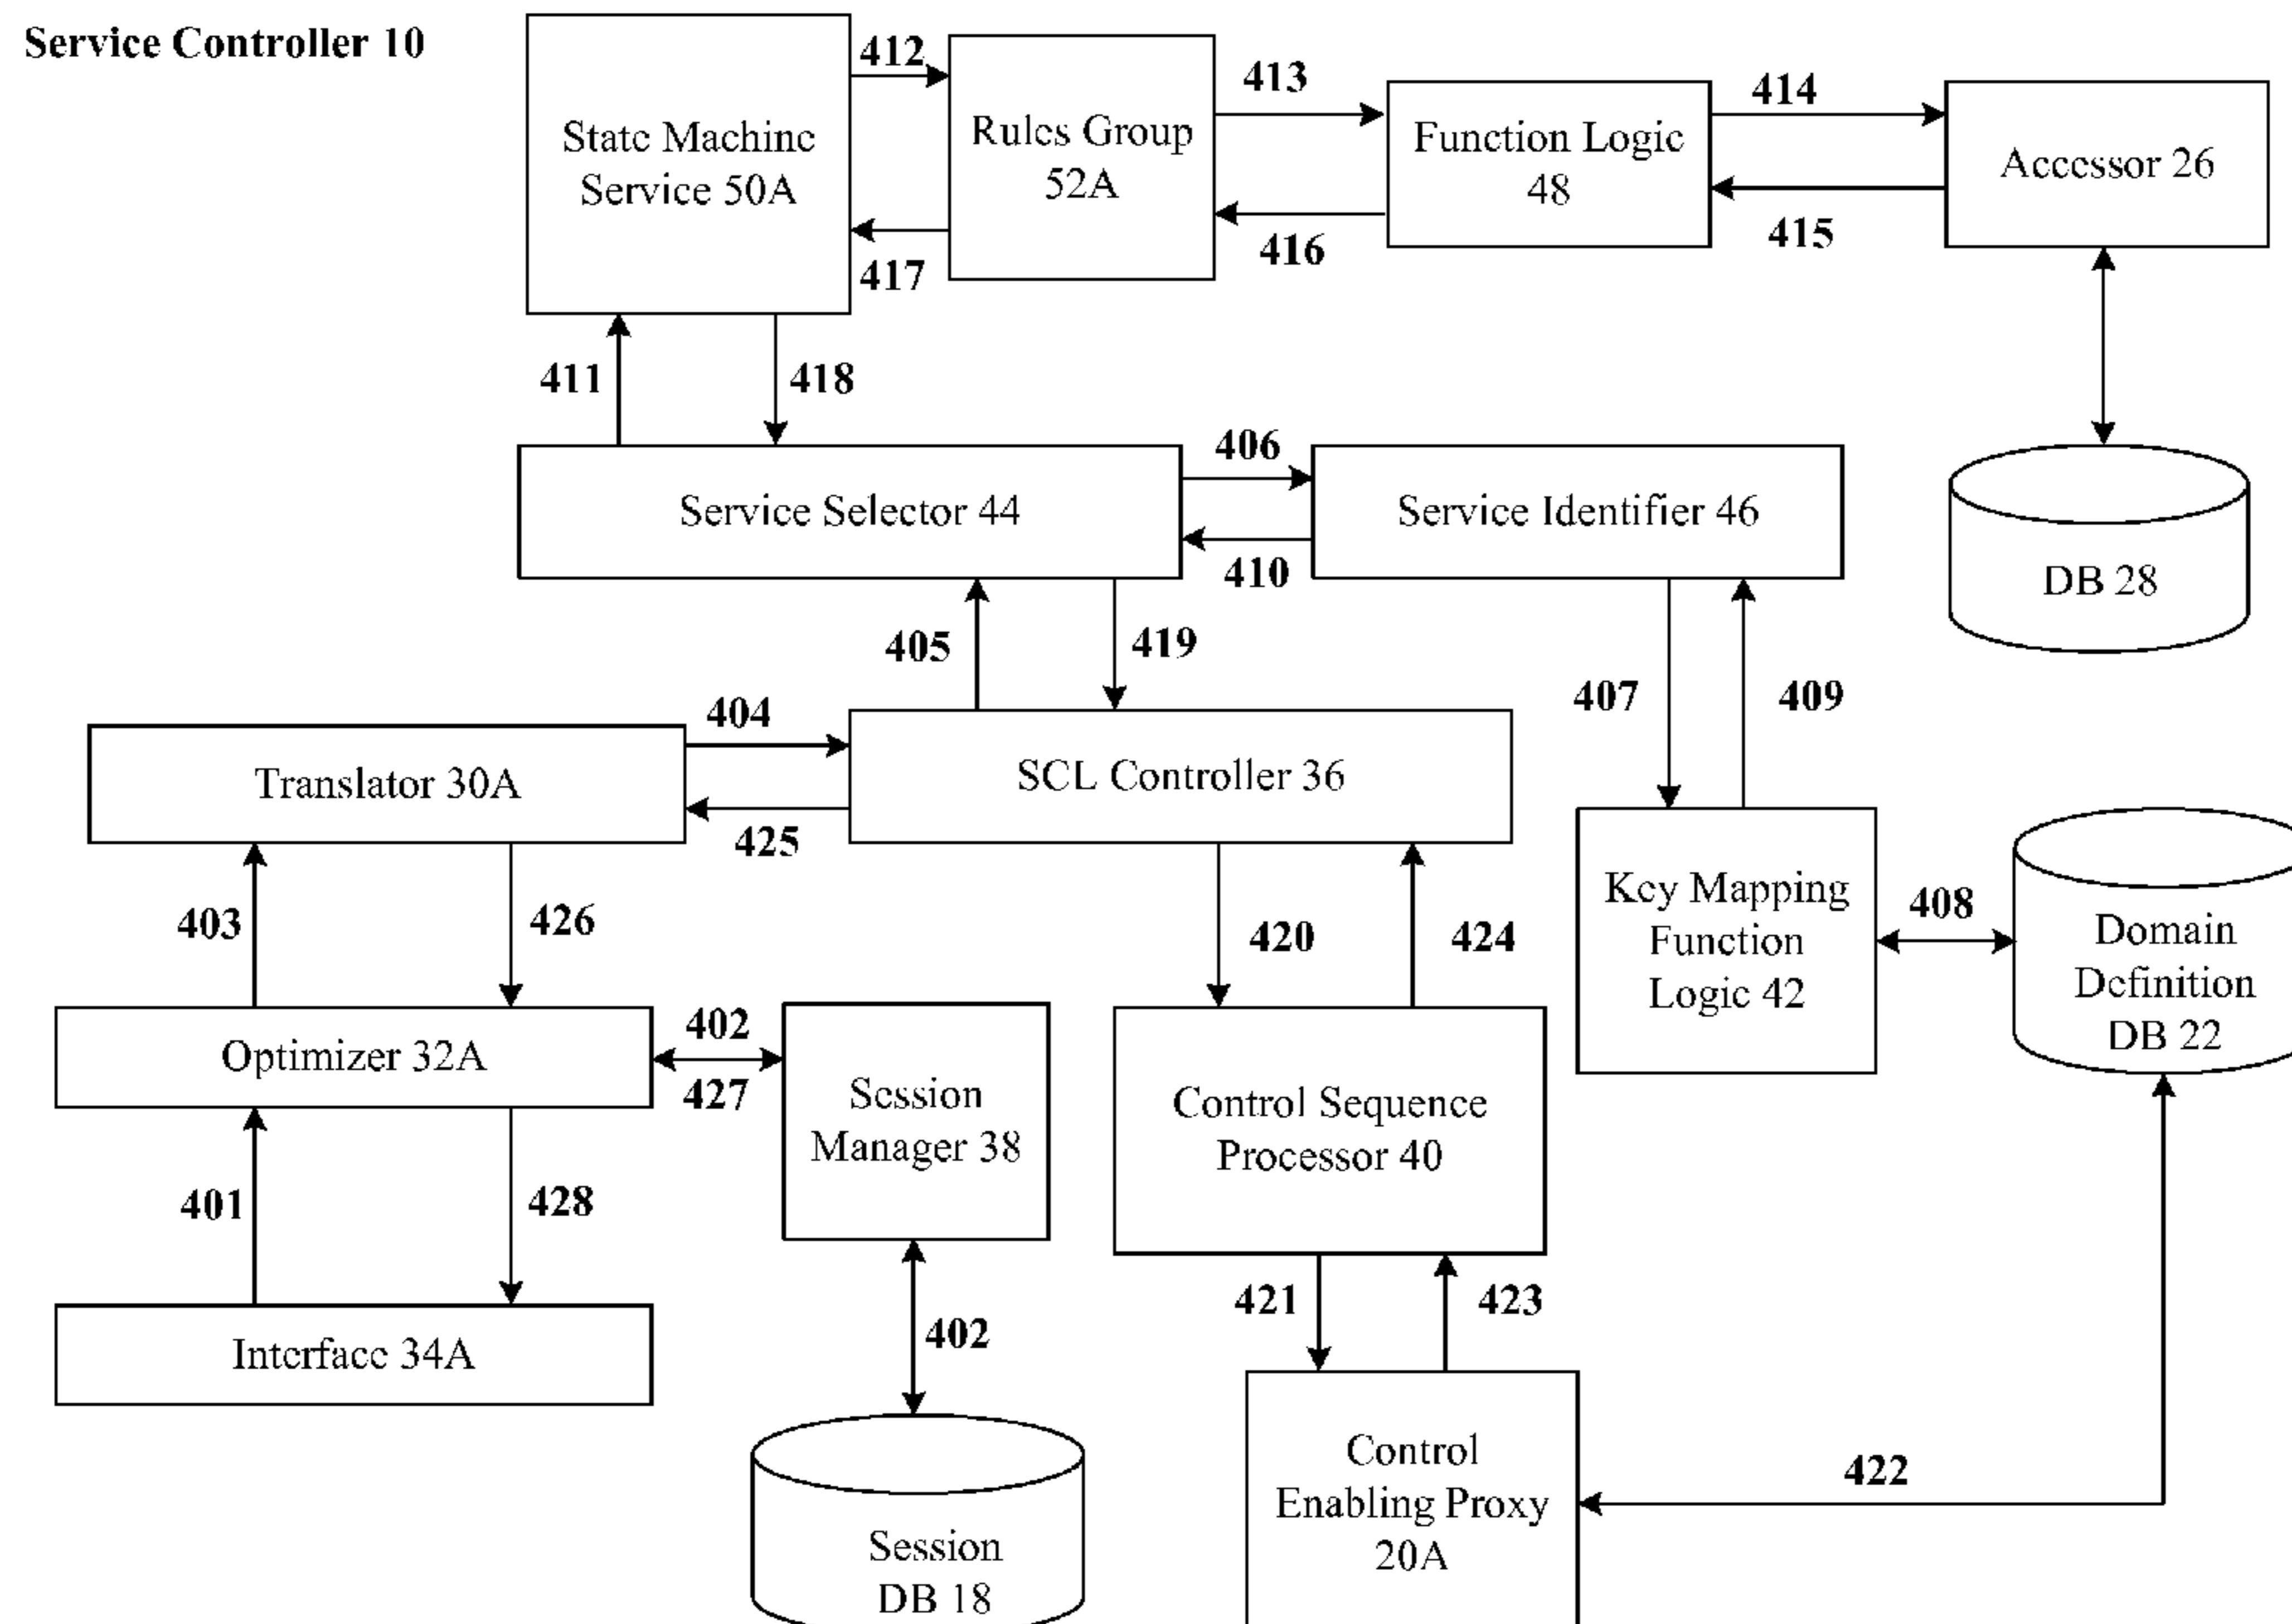 Service Controller 10
412
413
414
State Machine
Service 50A
Rules Group
52A
Function Logic
48
Accessor 26
417
416
415
411
418
406
Service Selector 44
Service Identifier 46
410
DB 28
405
419
407
409
404
Translator 30A
SCL Controller 36
425
403
426
420
424
Key Mapping
Function
Logic 42
408
Domain
Definition
DB 22
Optimizer 32A
402
427
Session
Manager 38
Control Sequence
Processor 40
401
428
421
423
402
Interface 34A
Control
Enabling Proxy
20A
422
Session
DB 18